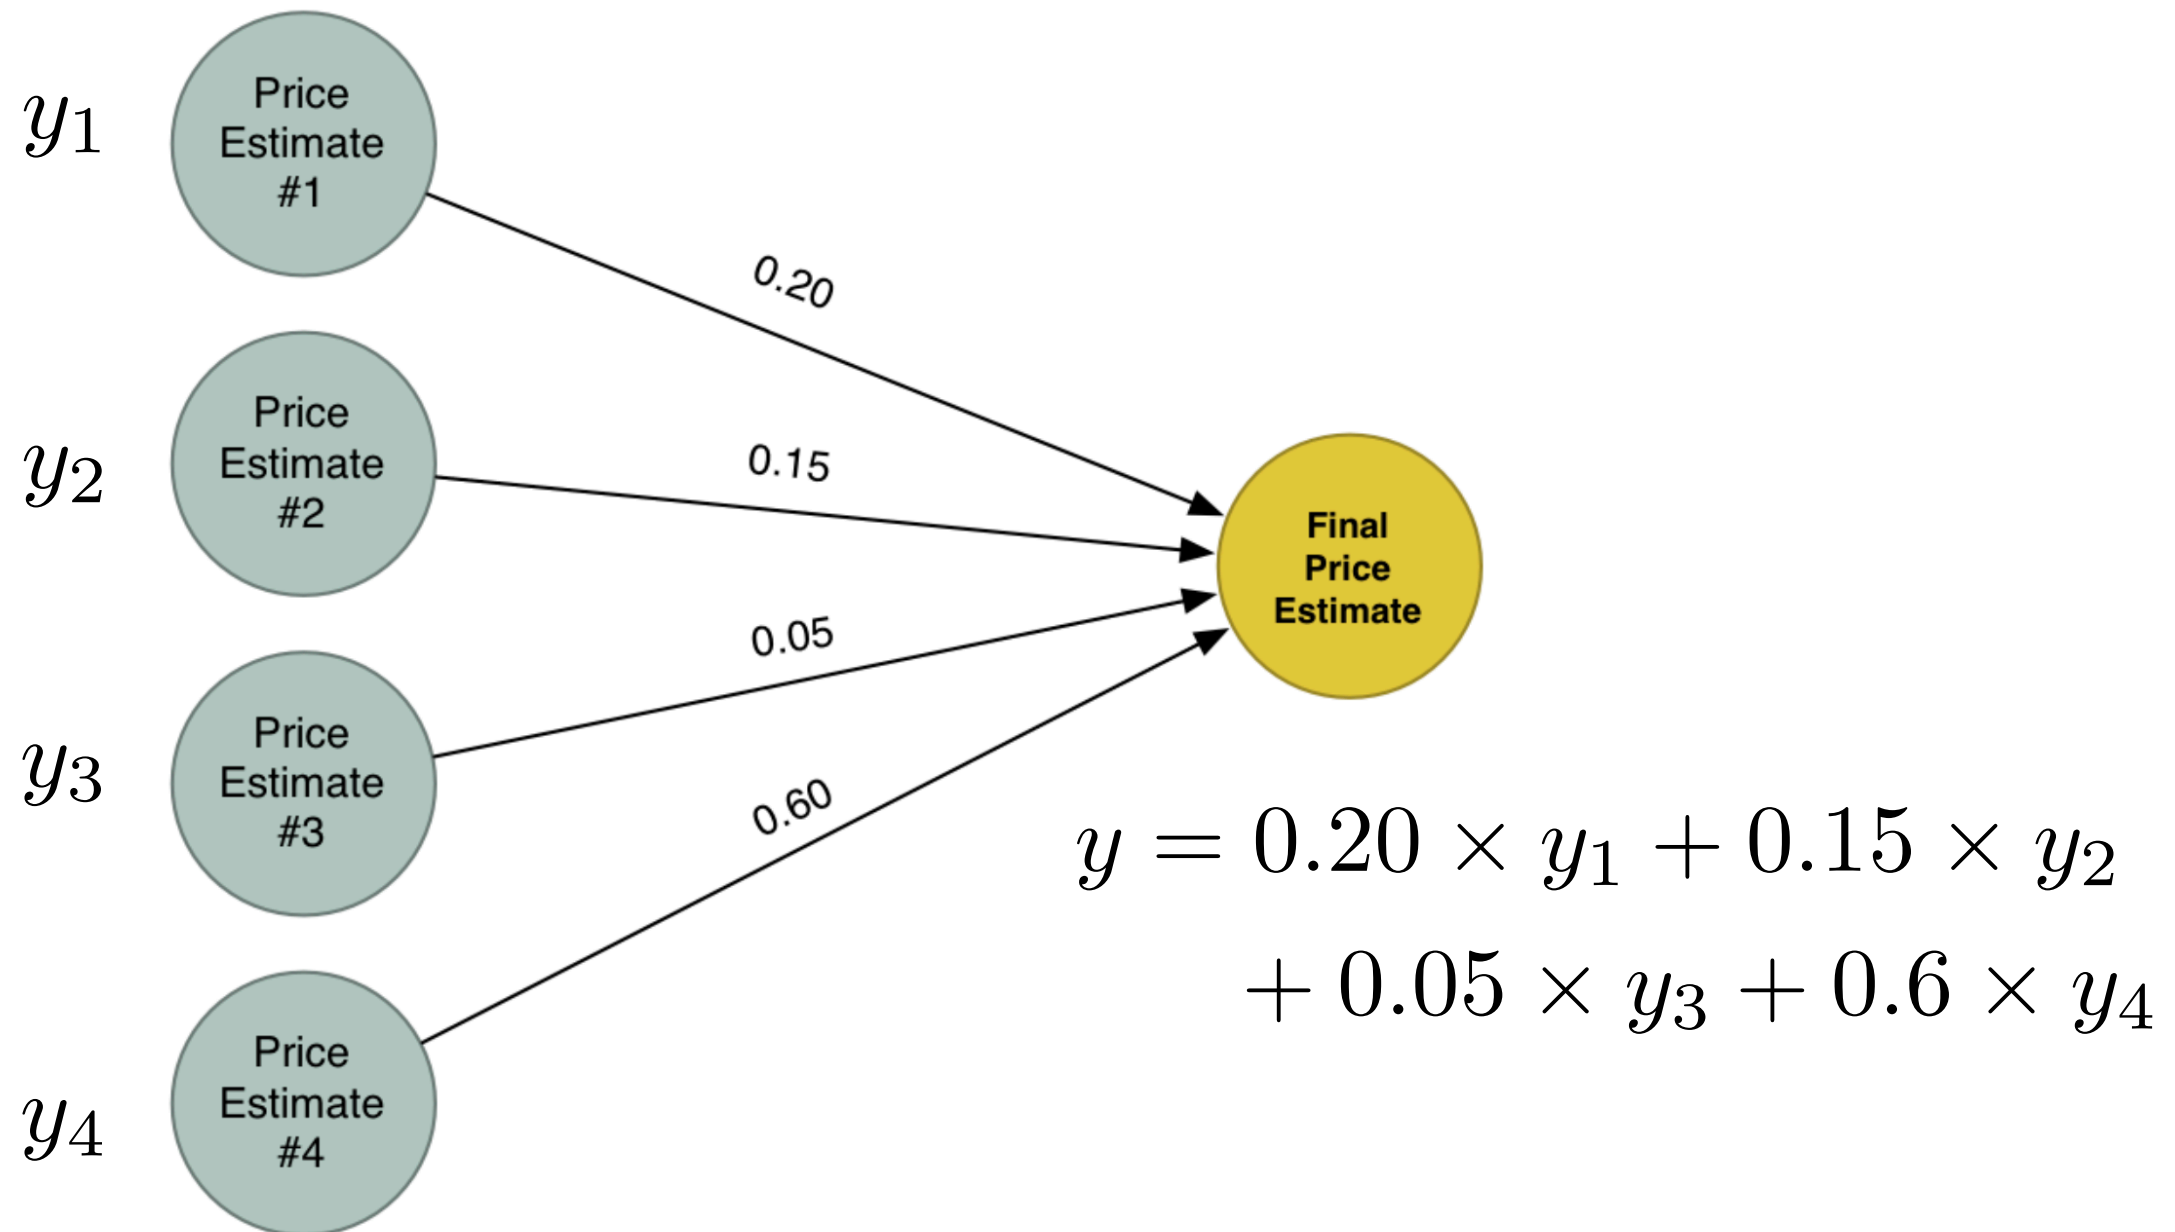 y₁
Price
Estimate
#1
0.20
y₂
Price
Estimate
#2
0.15
y₃
Price
Estimate
#3
0.05
y₄
Price
Estimate
#4
0.60
Final
Price
Estimate
y = 0.20 × y₁ + 0.15 × y₂
+ 0.05 × y₃ + 0.6 × y₄